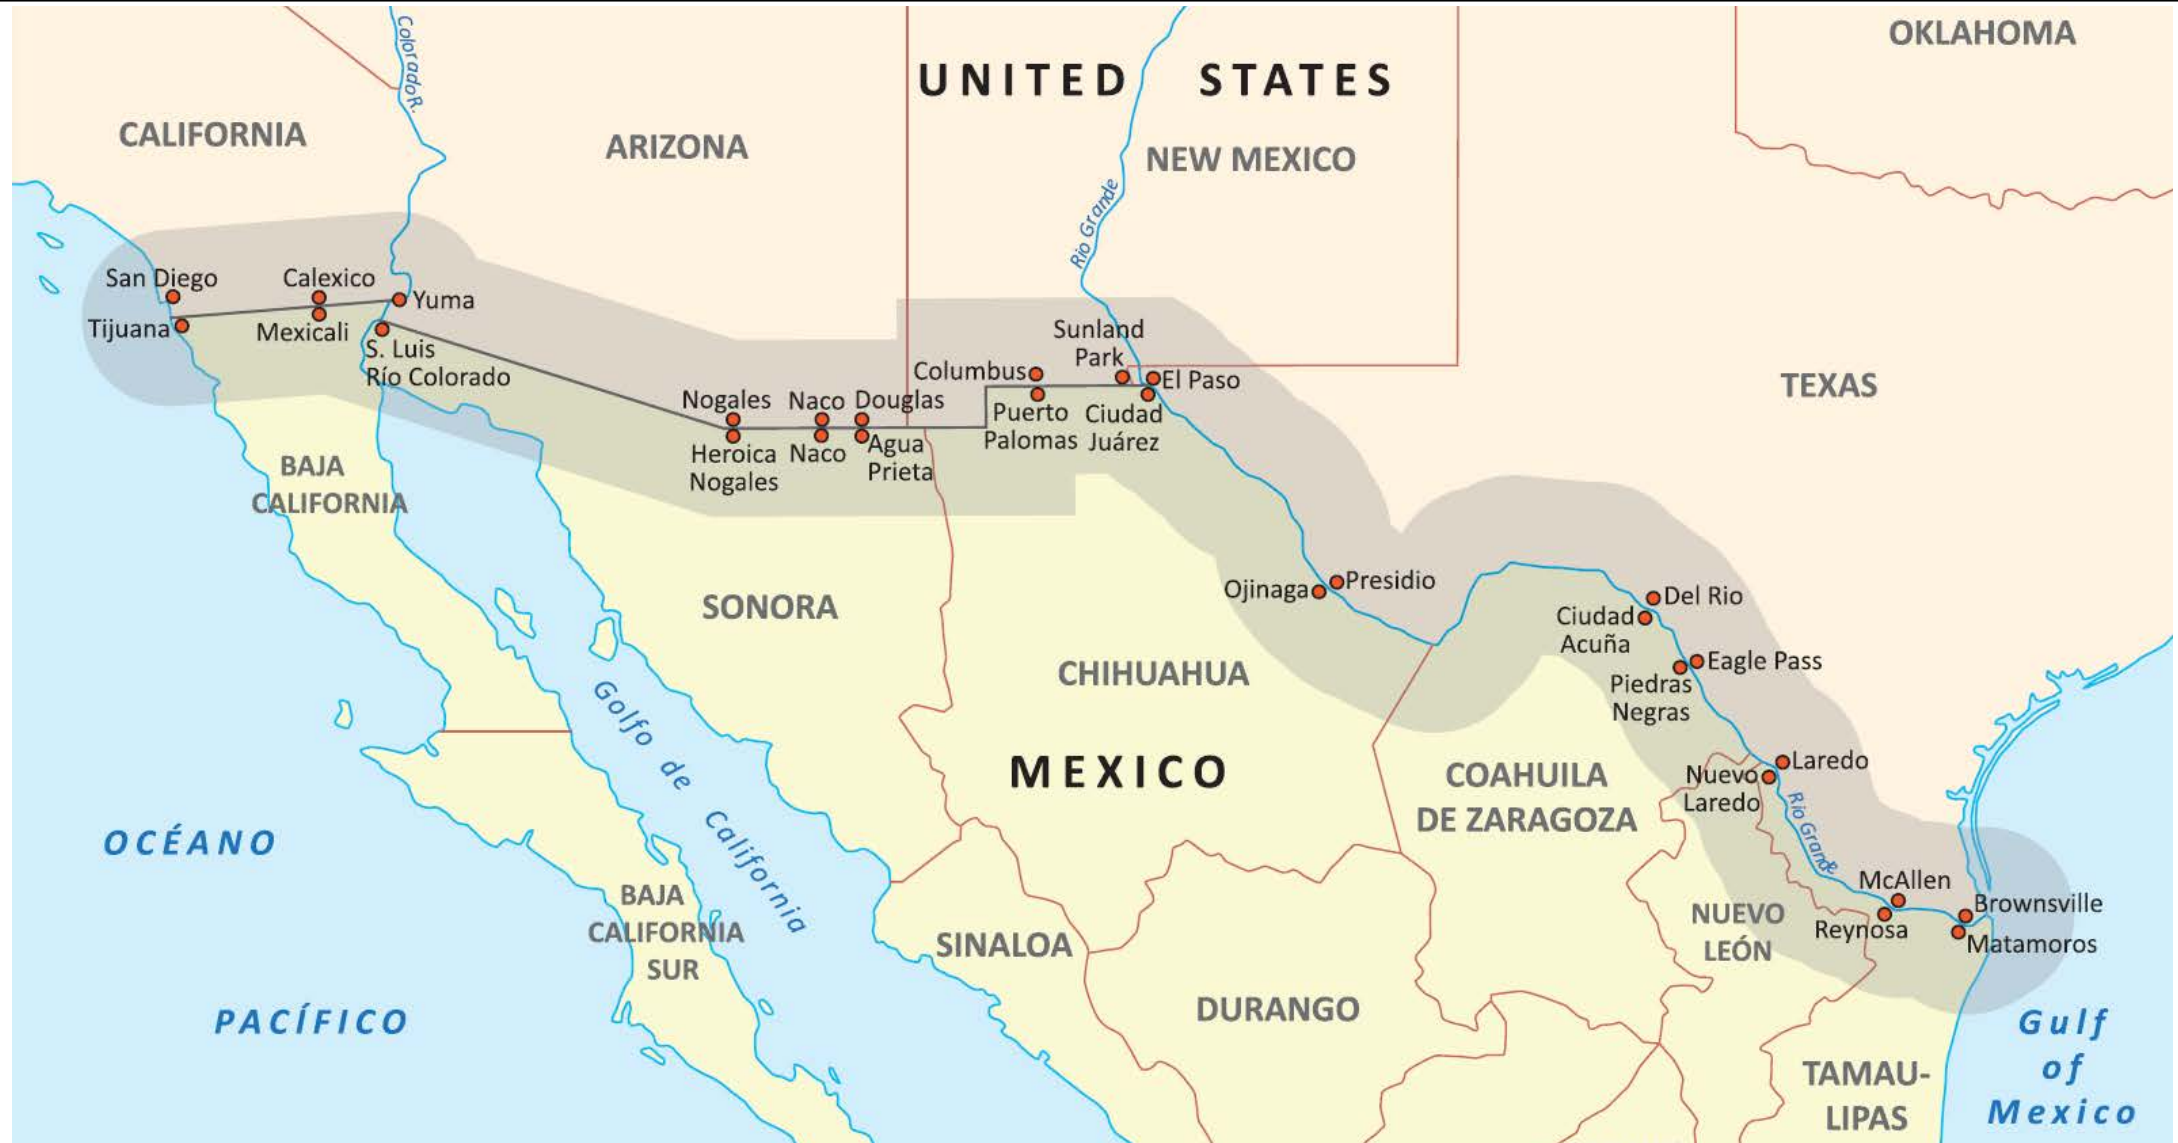 OKLAHOMA
Colorado R.
UNITED STATES
CALIFORNIA
ARIZONA
NEW MEXICO
Rio Grande
San Diego
Calexico
Yuma
Tijuana
Mexicali
S. Luis
Río Colorado
Sunland
Park
Columbus
El Paso
TEXAS
Nogales
Naco
Douglas
Puerto
Palomas
Ciudad
Juárez
Heroica
Nogales
Naco
Agua
Prieta
BAJA
CALIFORNIA
Ojinaga
Presidio
Del Rio
Ciudad
Acuña
SONORA
CHIHUAHUA
Eagle Pass
Piedras
Negras
Golfo de California
MEXICO
COAHUILA
DE ZARAGOZA
Laredo
Nuevo
Laredo
Rio Grande
OCÉANO
PACÍFICO
BAJA
CALIFORNIA
SUR
SINALOA
DURANGO
NUEVO
LEÓN
McAllen
Brownsville
Reynosa
Matamoros
TAMAU-
LIPAS
Gulf
of
Mexico